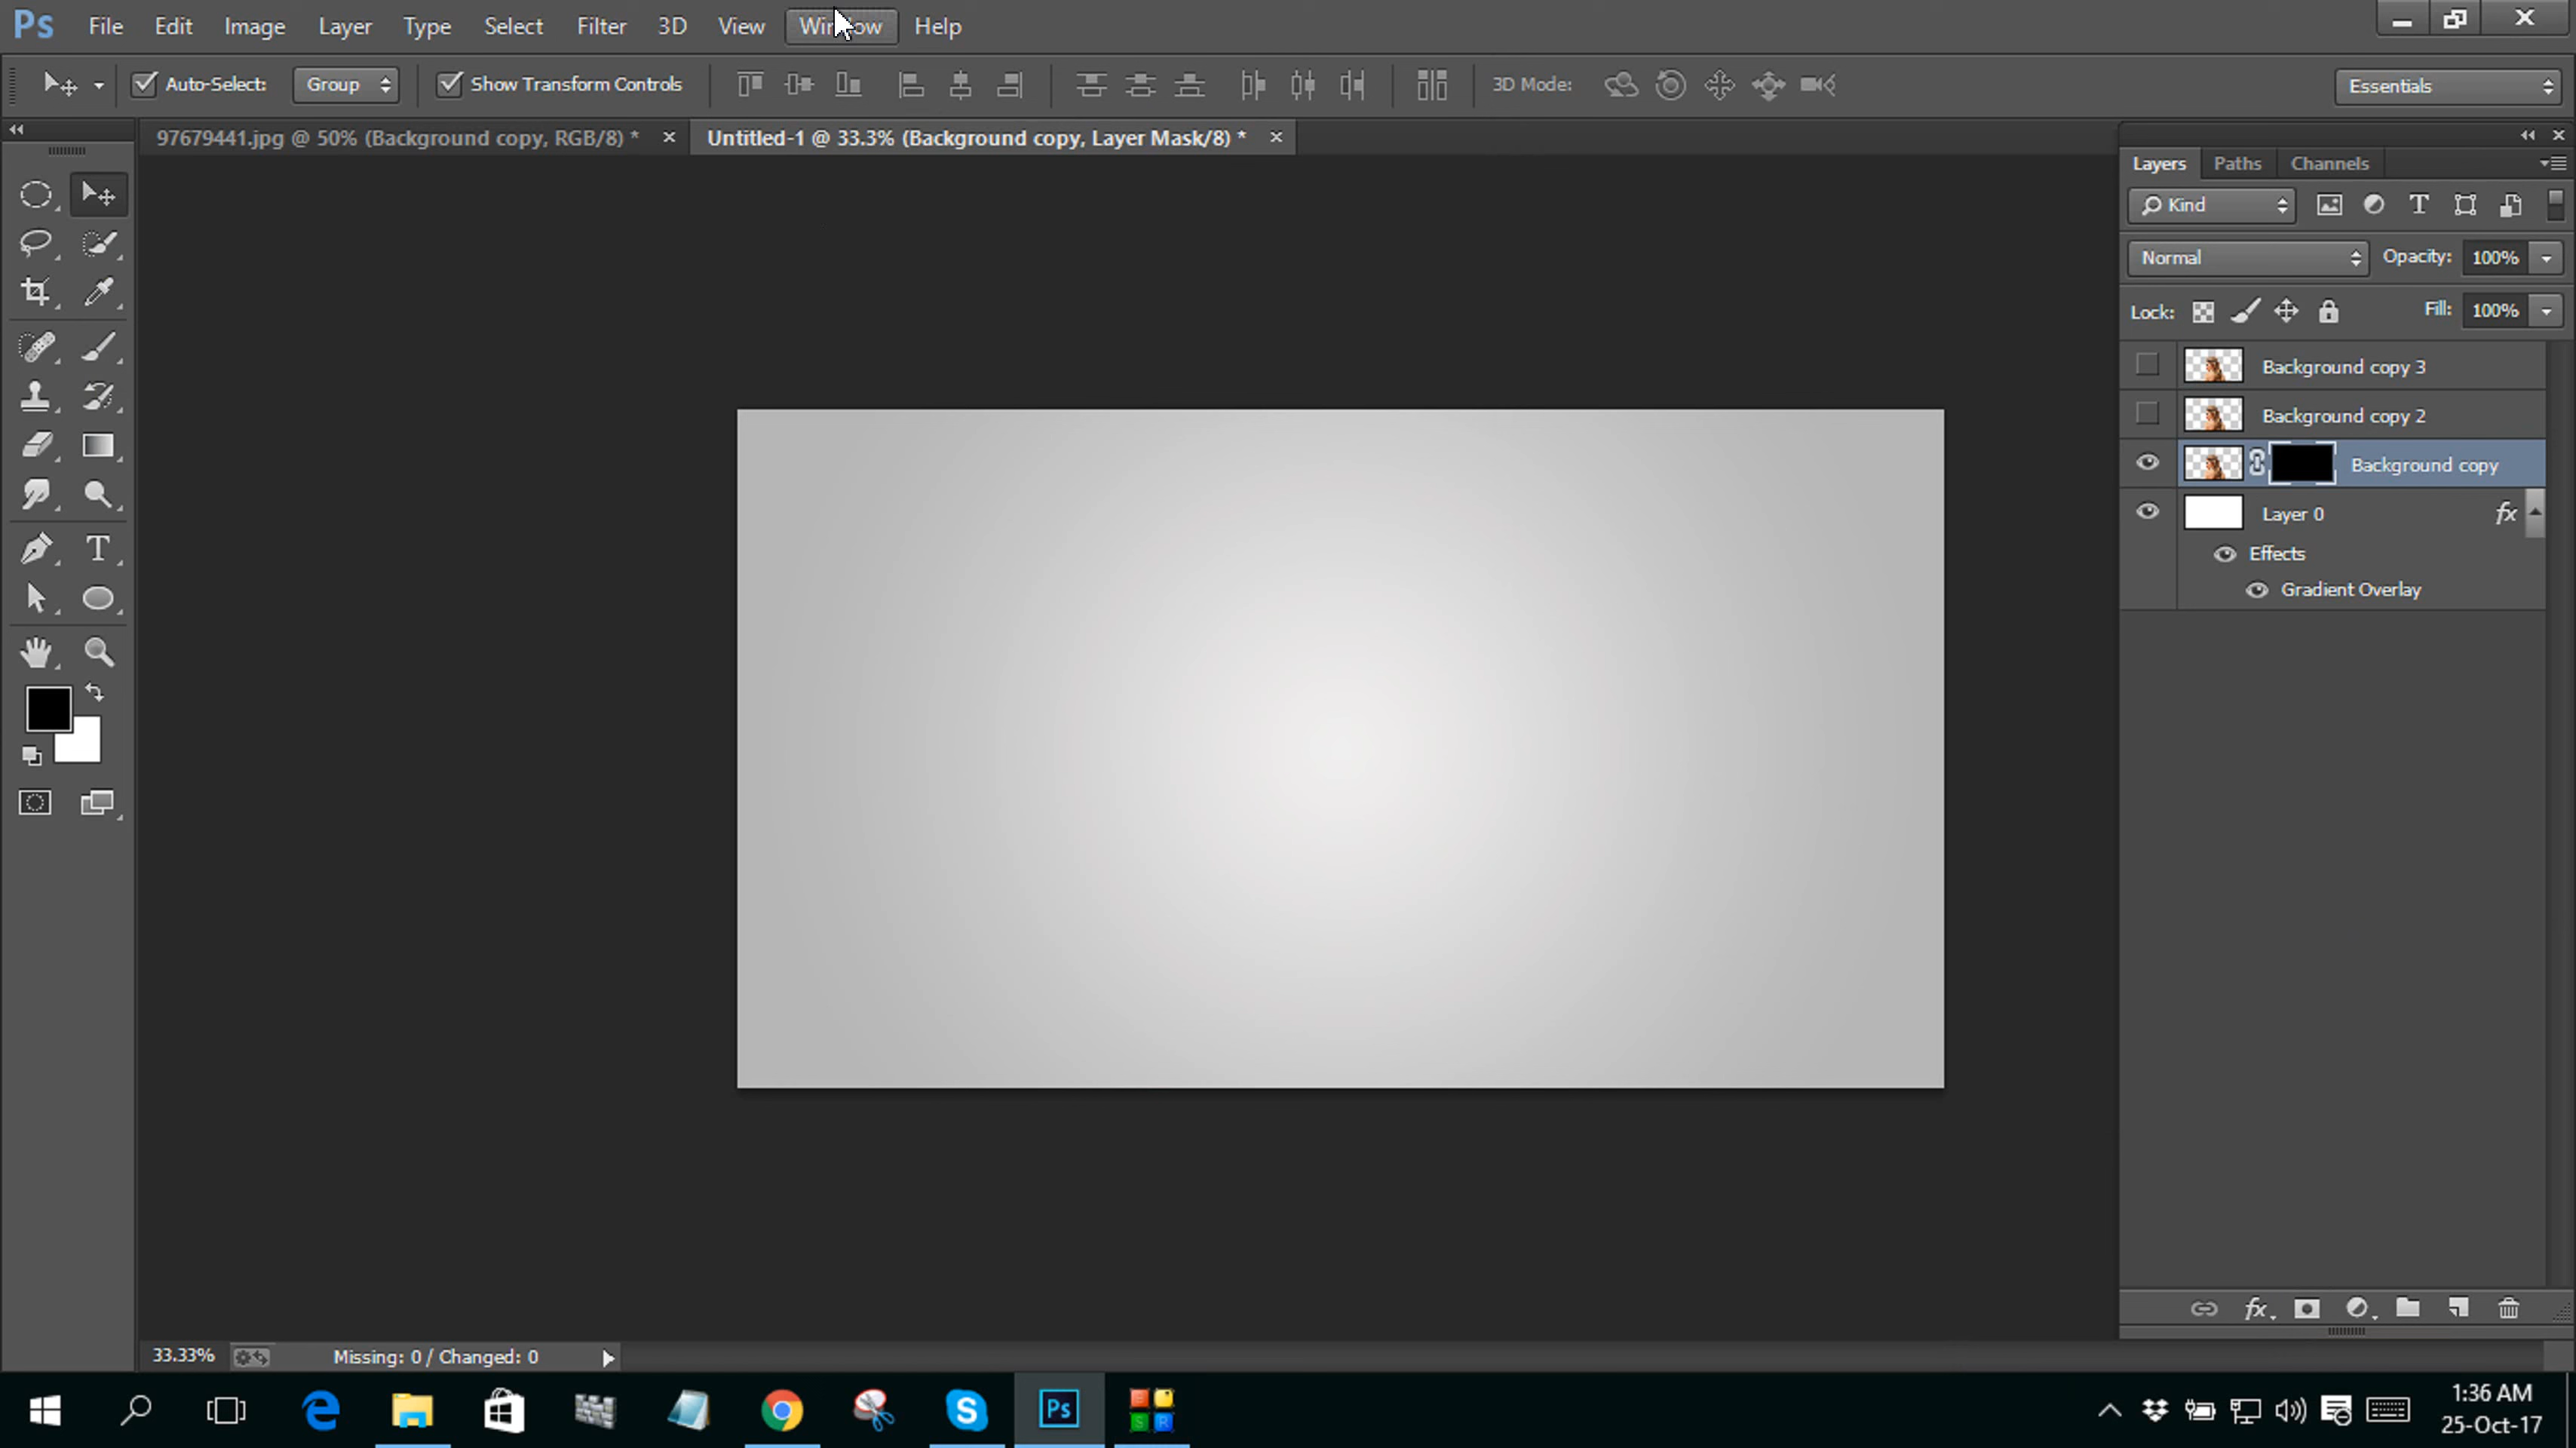 Ps File Edit Image Layer Type Select Filter 3D View Window Help
Auto-Select: Group Show Transform Controls 3D Mode: Essentials
97679441.jpg @ 50% (Background copy, RGB/8) * × Untitled-1 @ 33.3% (Background copy, Layer Mask/8) * ×
Layers Paths Channels
Kind
Normal Opacity: 100%
Lock: Fill: 100%
Background copy 3
Background copy 2
Background copy
Layer 0 fx
Effects
Gradient Overlay
T
fx
33.33% Missing: 0 / Changed: 0
Ps
E
S R
1:36 AM
25-Oct-17